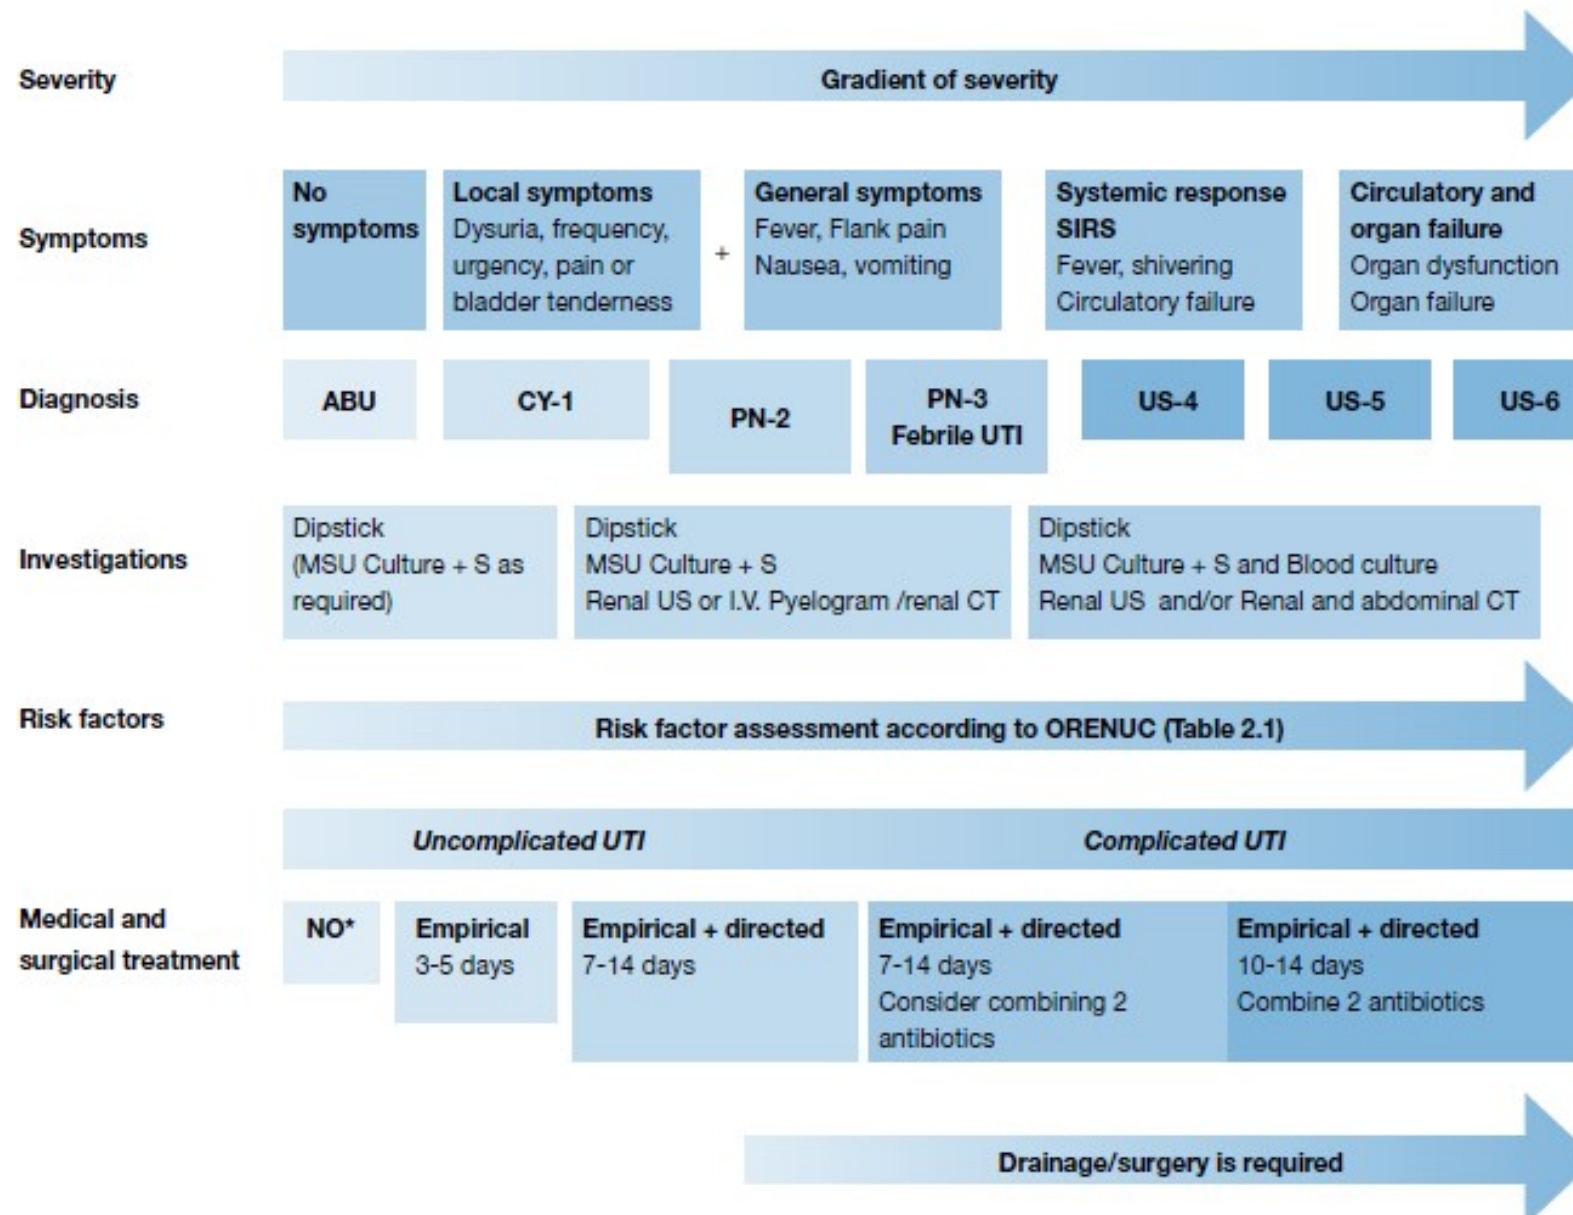 Severity
Gradient of severity
Symptoms
No
symptoms
Local symptoms
Dysuria, frequency,
urgency, pain or
bladder tenderness
+
General symptoms
Fever, Flank pain
Nausea, vomiting
Systemic response
SIRS
Fever, shivering
Circulatory failure
Circulatory and
organ failure
Organ dysfunction
Organ failure
Diagnosis
ABU
CY-1
PN-2
PN-3
Febrile UTI
US-4
US-5
US-6
Investigations
Dipstick
(MSU Culture + S as
required)
Dipstick
MSU Culture + S
Renal US or I.V. Pyelogram /renal CT
Dipstick
MSU Culture + S and Blood culture
Renal US and/or Renal and abdominal CT
Risk factors
Risk factor assessment according to ORENUC (Table 2.1)
Uncomplicated UTI
Complicated UTI
Medical and
surgical treatment
NO*
Empirical
3-5 days
Empirical + directed
7-14 days
Empirical + directed
7-14 days
Consider combining 2
antibiotics
Empirical + directed
10-14 days
Combine 2 antibiotics
Drainage/surgery is required